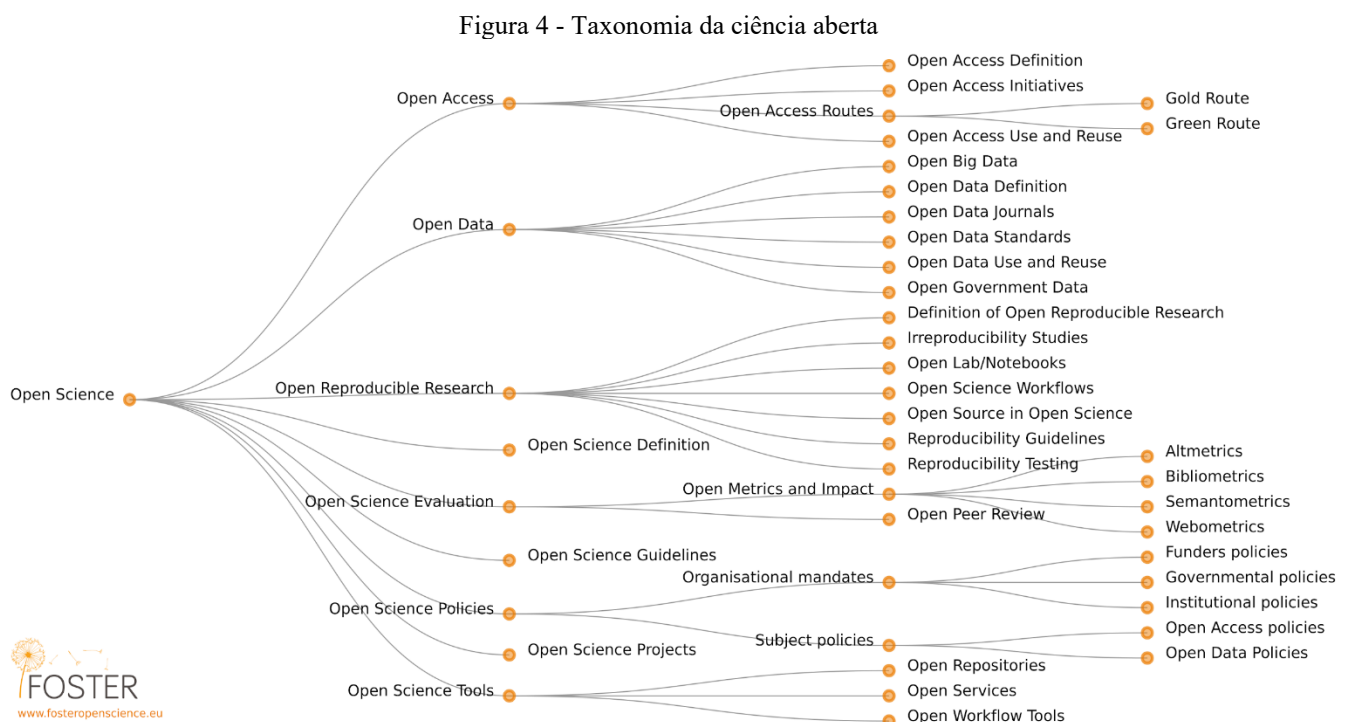 Figura 4 - Taxonomia da ciência aberta
Open Science
Open Access
Open Access Definition
Open Access Initiatives
Open Access Routes
Gold Route
Green Route
Open Access Use and Reuse
Open Data
Open Big Data
Open Data Definition
Open Data Journals
Open Data Standards
Open Data Use and Reuse
Open Government Data
Open Reproducible Research
Definition of Open Reproducible Research
Irreproducibility Studies
Open Lab/Notebooks
Open Science Workflows
Open Source in Open Science
Reproducibility Guidelines
Reproducibility Testing
Open Science Definition
Open Science Evaluation
Open Metrics and Impact
Altmetrics
Bibliometrics
Semantometrics
Webometrics
Open Peer Review
Open Science Guidelines
Open Science Policies
Organisational mandates
Funders policies
Governmental policies
Institutional policies
Subject policies
Open Access policies
Open Data Policies
Open Science Projects
Open Science Tools
Open Repositories
Open Services
Open Workflow Tools
FOSTER
www.fosteropenscience.eu